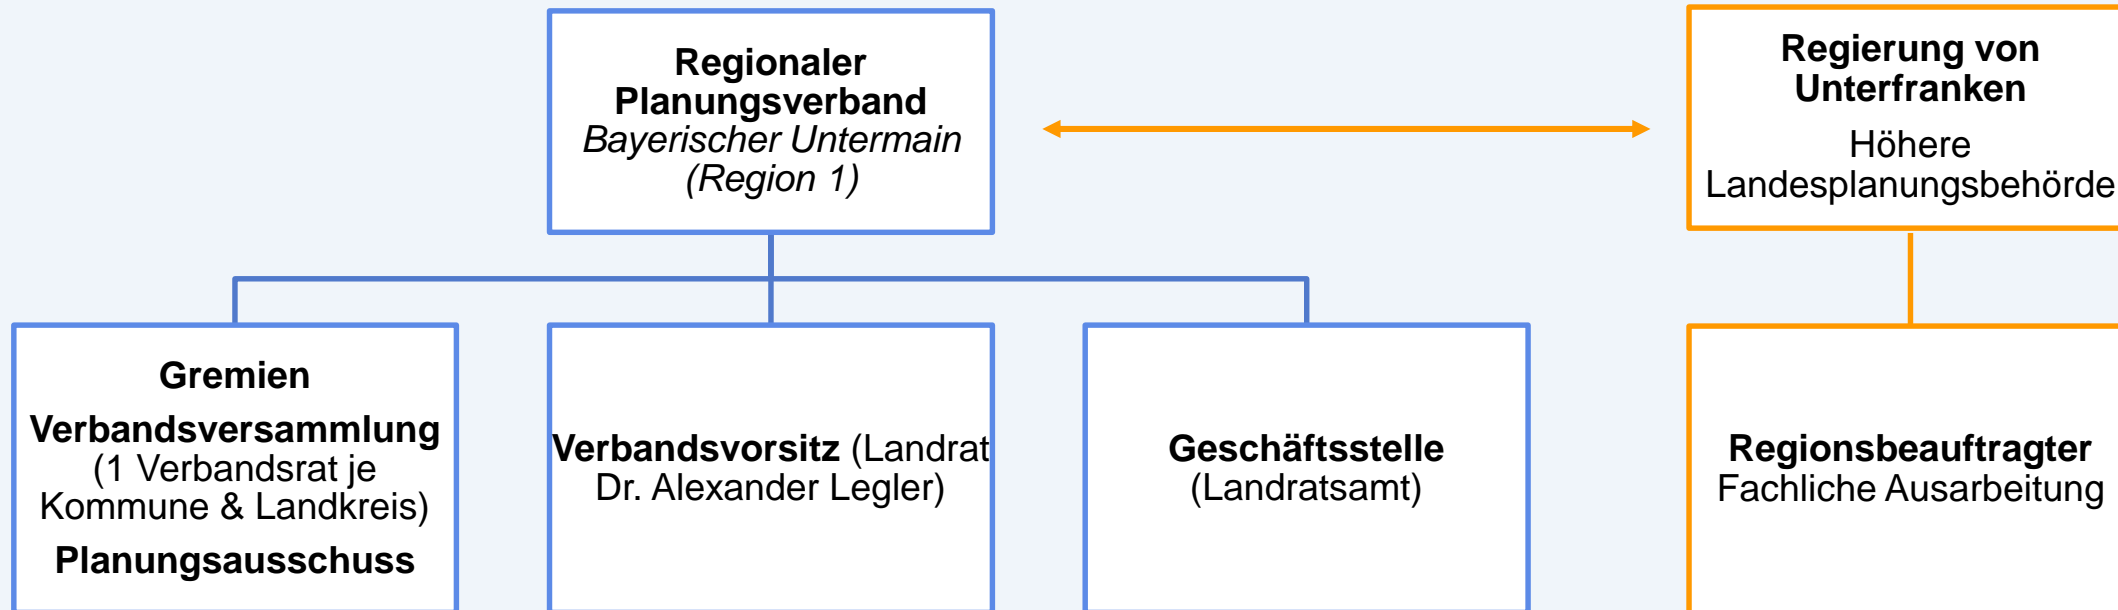 Regionaler
Planungsverband
Bayerischer Untermain
(Region 1)
Regierung von
Unterfranken
Höhere
Landesplanungsbehörde
Gremien
Verbandsversammlung
(1 Verbandsrat je
Kommune & Landkreis)
Planungsausschuss
Verbandsvorsitz (Landrat
Dr. Alexander Legler)
Geschäftsstelle
(Landratsamt)
Regionsbeauftragter
Fachliche Ausarbeitung